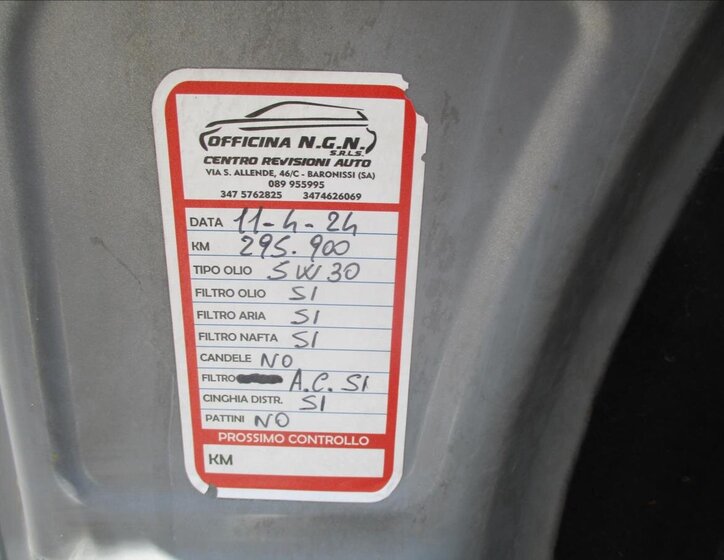 OFFICINA N.G.N.
S.R.L.S.
CENTRO REVISIONI AUTO
VIA S. ALLENDE, 46/C - BARONISSI (SA)
089 955995
347 5762825 3474626069
DATA 11-4-24
KM 295.900
TIPO OLIO 5W30
FILTRO OLIO SI
FILTRO ARIA SI
FILTRO NAFTA SI
CANDELE NO
FILTRO A.C. SI
CINGHIA DISTR. SI
PATTINI NO
PROSSIMO CONTROLLO
KM